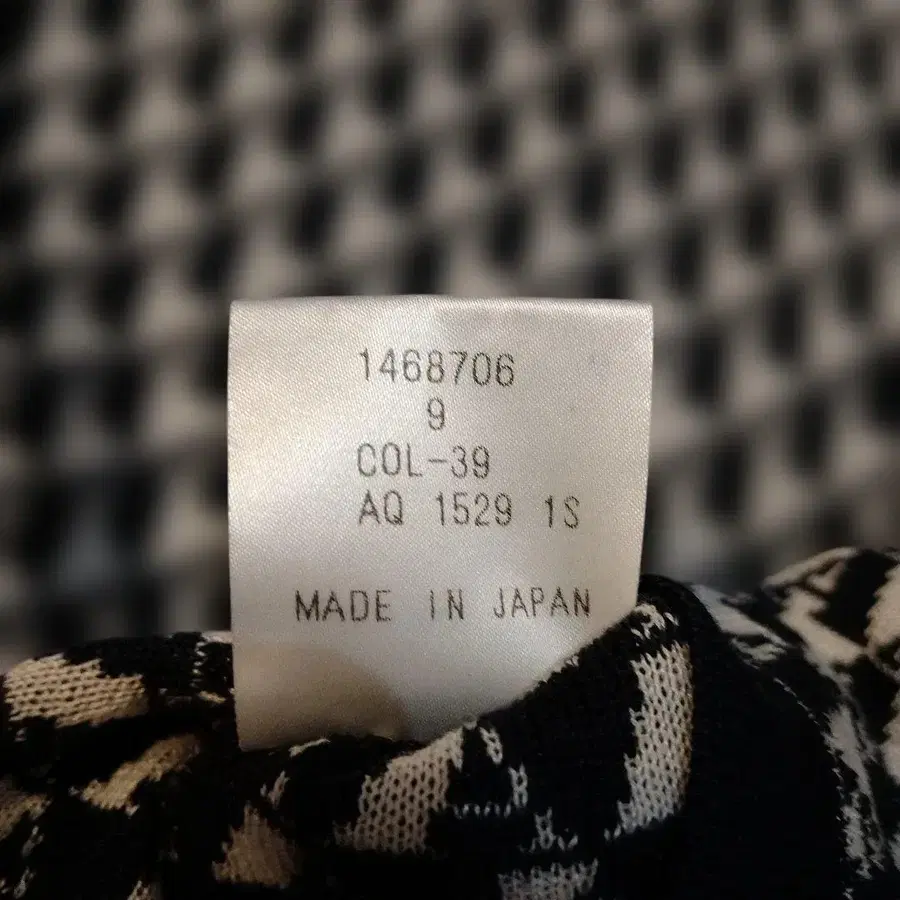 1468706
9
COL-39
AQ 1529 1S
MADE IN JAPAN